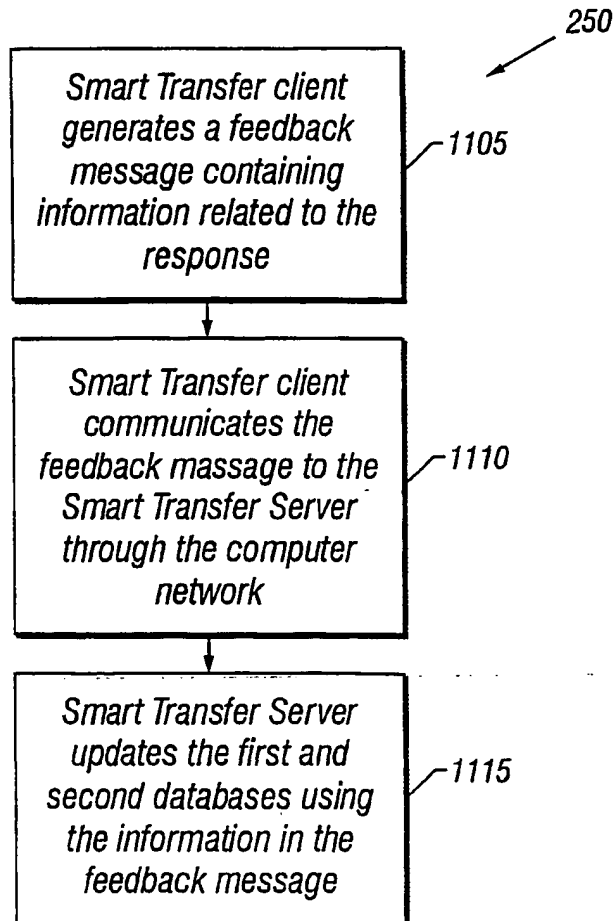 250
Smart Transfer client
generates a feedback
message containing
information related to the
response
1105
Smart Transfer client
communicates the
feedback massage to the
Smart Transfer Server
through the computer
network
1110
Smart Transfer Server
updates the first and
second databases using
the information in the
feedback message
1115